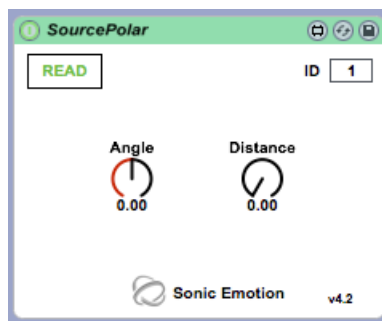 SourcePolar
READ ID 1
Angle Distance
0.00 0.00
Sonic Emotion v4.2